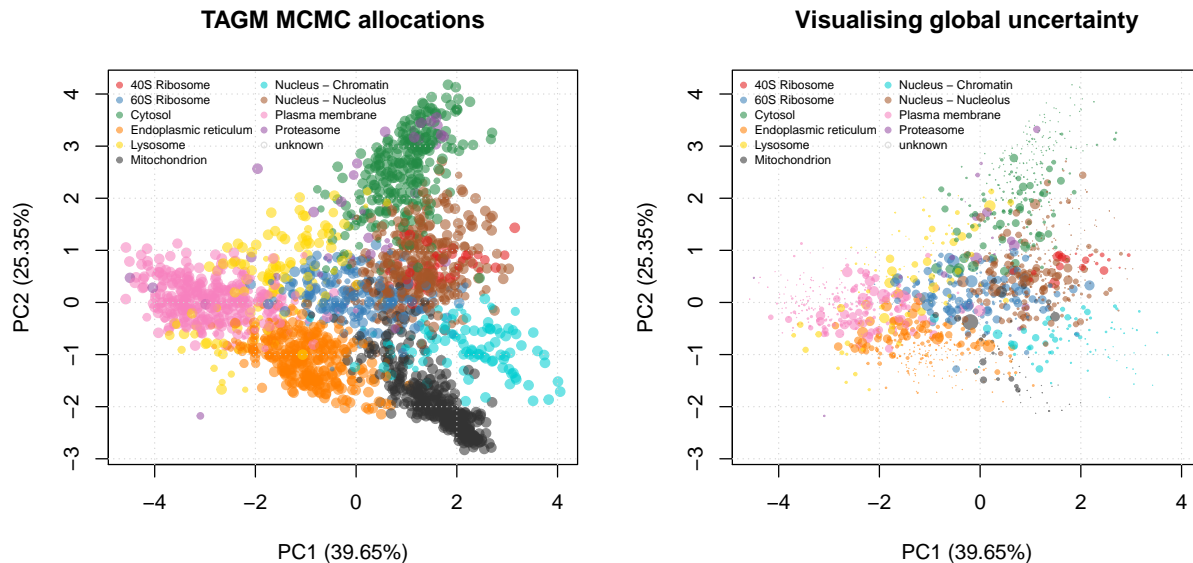 TAGM MCMC allocations
40S Ribosome
60S Ribosome
Cytosol
Endoplasmic reticulum
Lysosome
Mitochondrion
Nucleus − Chromatin
Nucleus − Nucleolus
Plasma membrane
Proteasome
unknown
PC2 (25.35%)
4
3
2
1
0
−1
−2
−3
−4 −2 0 2 4
PC1 (39.65%)
Visualising global uncertainty
40S Ribosome
60S Ribosome
Cytosol
Endoplasmic reticulum
Lysosome
Mitochondrion
Nucleus − Chromatin
Nucleus − Nucleolus
Plasma membrane
Proteasome
unknown
PC2 (25.35%)
4
3
2
1
0
−1
−2
−3
−4 −2 0 2 4
PC1 (39.65%)